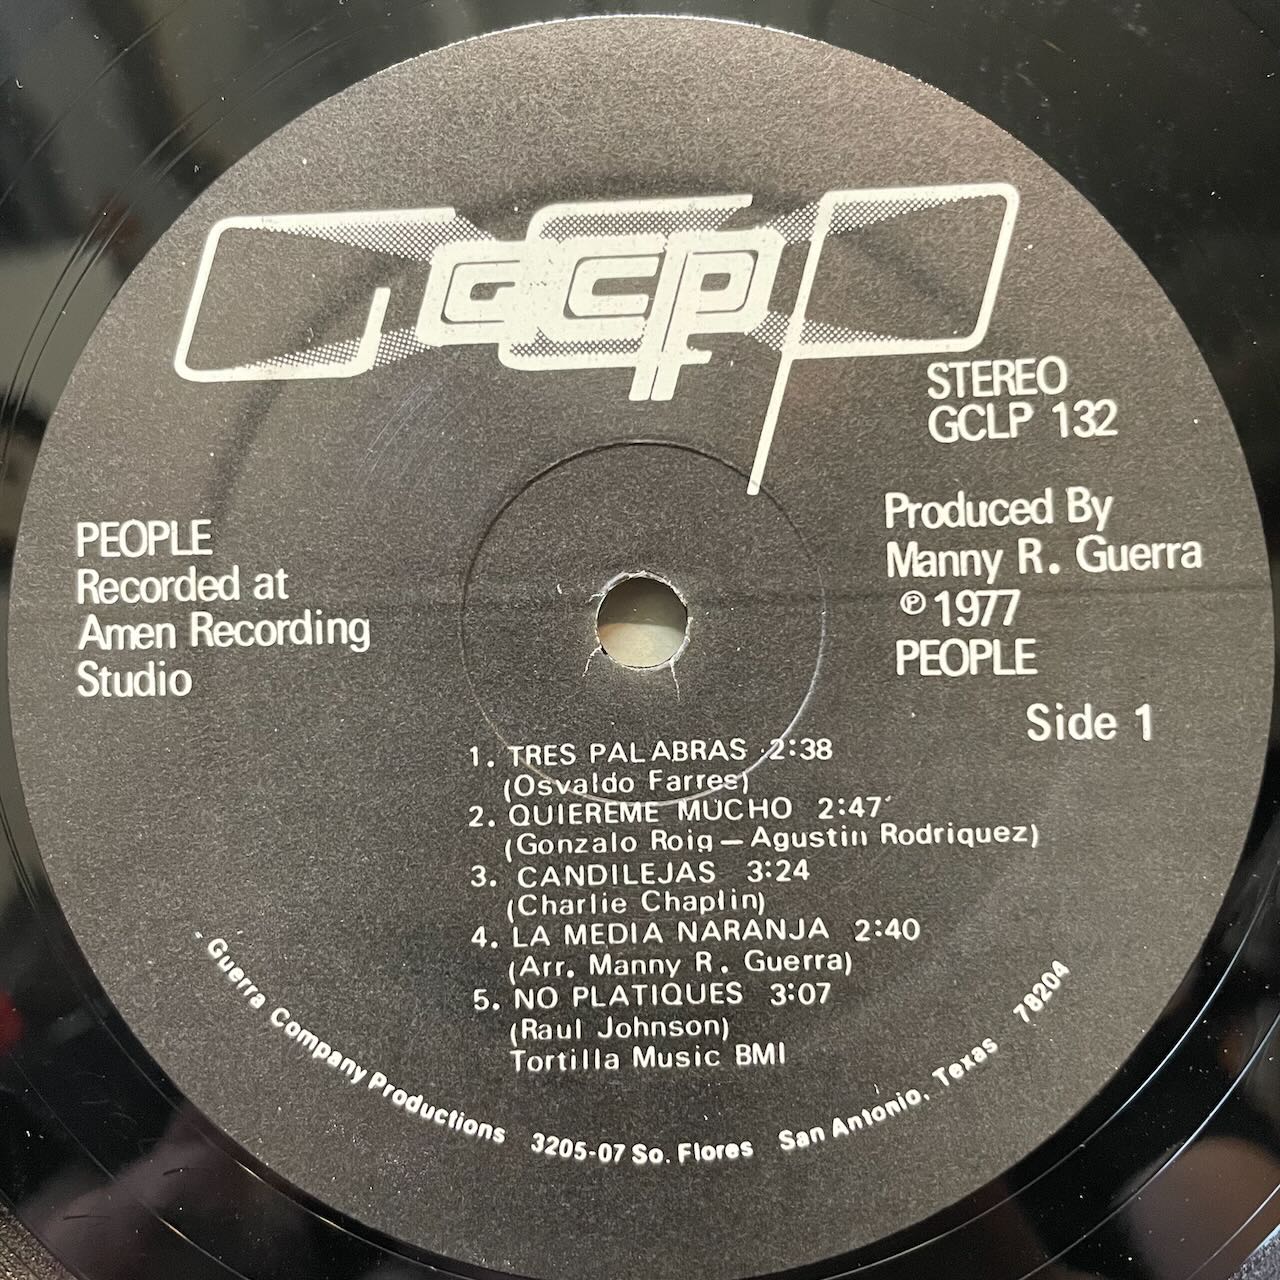 GCP
STEREO
GCLP 132
PEOPLE
Recorded at
Amen Recording
Studio
Produced By
Manny R. Guerra
℗ 1977
PEOPLE
Side 1
1. TRES PALABRAS 2:38
(Osvaldo Farres)
2. QUIEREME MUCHO 2:47
(Gonzalo Roig — Agustin Rodriquez)
3. CANDILEJAS 3:24
(Charlie Chaplin)
4. LA MEDIA NARANJA 2:40
(Arr. Manny R. Guerra)
5. NO PLATIQUES 3:07
(Raul Johnson)
Tortilla Music BMI
Guerra Company Productions 3205-07 So. Flores San Antonio, Texas 78204